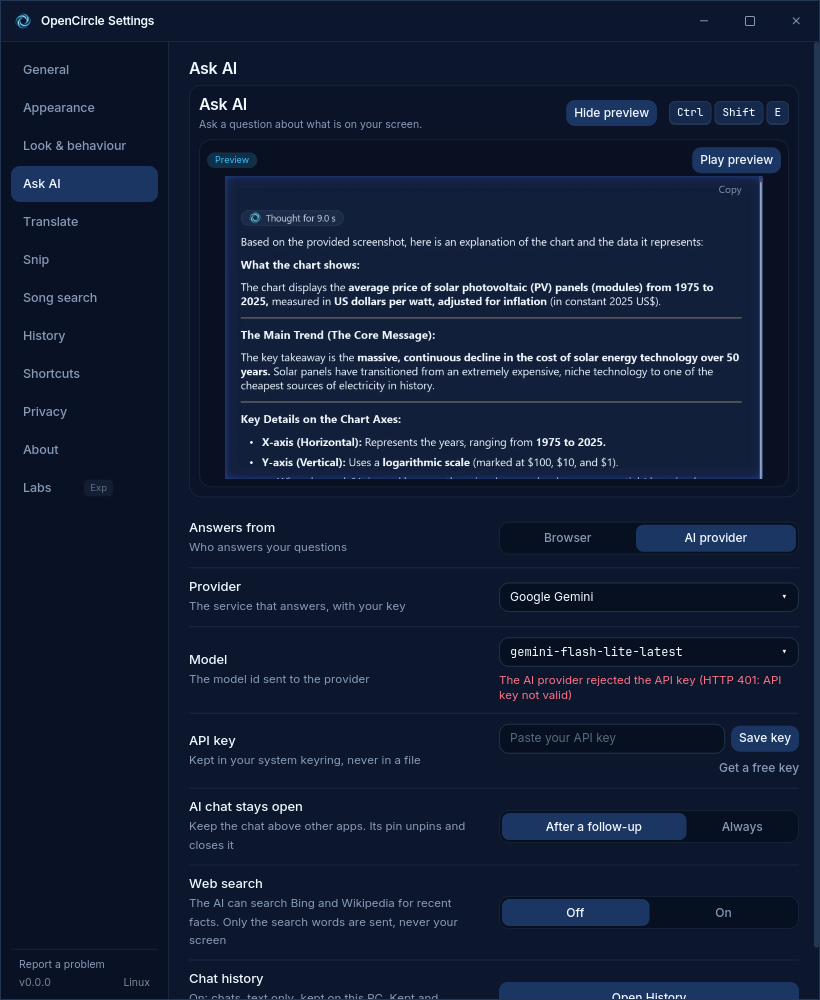 OpenCircle Settings
General
Appearance
Look & behaviour
Ask AI
Translate
Snip
Song search
History
Shortcuts
Privacy
About
Labs Exp
Report a problem
v0.0.0 Linux
Ask AI
Ask AI
Ask a question about what is on your screen.
Hide preview Ctrl Shift E
Preview Play preview
Copy
Thought for 9.0 s
Based on the provided screenshot, here is an explanation of the chart and the data it represents:
What the chart shows:
The chart displays the average price of solar photovoltaic (PV) panels (modules) from 1975 to
2025, measured in US dollars per watt, adjusted for inflation (in constant 2025 US$).
The Main Trend (The Core Message):
The key takeaway is the massive, continuous decline in the cost of solar energy technology over 50
years. Solar panels have transitioned from an extremely expensive, niche technology to one of the
cheapest sources of electricity in history.
Key Details on the Chart Axes:
• X-axis (Horizontal): Represents the years, ranging from 1975 to 2025.
• Y-axis (Vertical): Uses a logarithmic scale (marked at $100, $10, and $1).
Answers from
Who answers your questions
Browser AI provider
Provider
The service that answers, with your key
Google Gemini
Model
The model id sent to the provider
gemini-flash-lite-latest
The AI provider rejected the API key (HTTP 401: API
key not valid)
API key
Kept in your system keyring, never in a file
Paste your API key Save key
Get a free key
AI chat stays open
Keep the chat above other apps. Its pin unpins and
closes it
After a follow-up Always
Web search
The AI can search Bing and Wikipedia for recent
facts. Only the search words are sent, never your
screen
Off On
Chat history
On: chats, text only, kept on this PC. Kept and
Open History